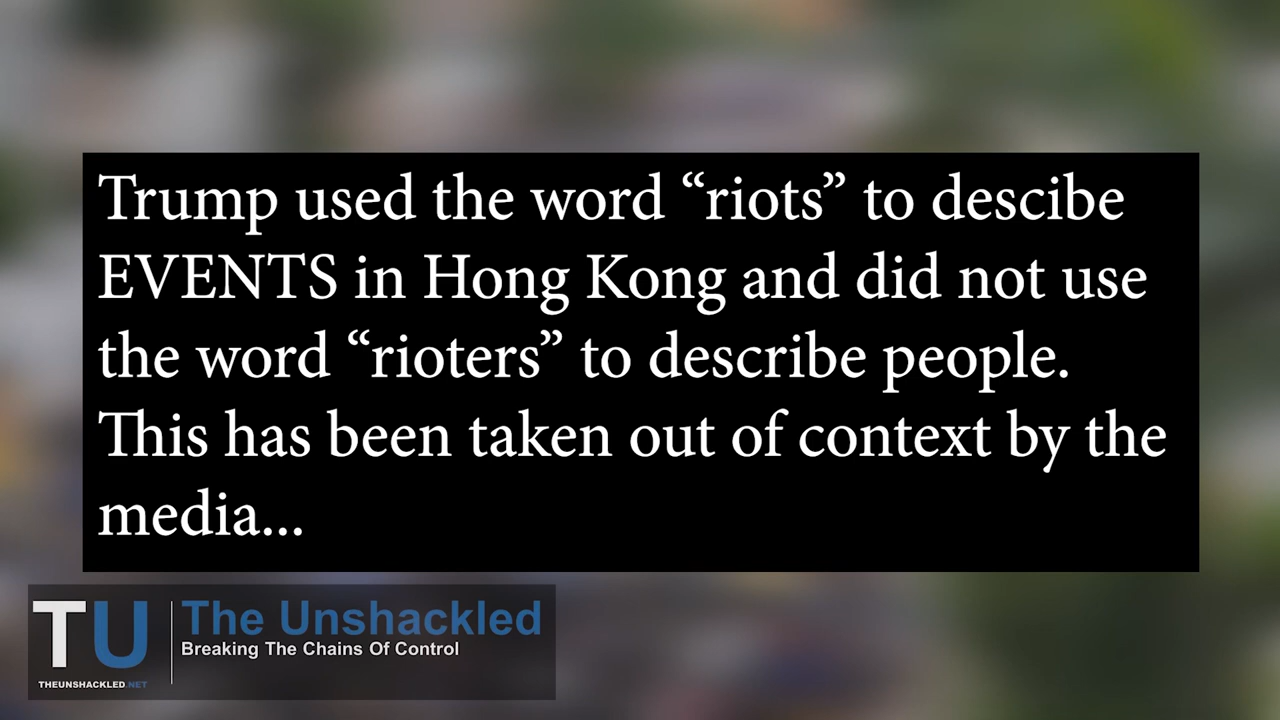 Trump used the word “riots” to descibe
EVENTS in Hong Kong and did not use
the word “rioters” to describe people.
This has been taken out of context by the
media...
TU
The Unshackled
Breaking The Chains Of Control
THEUNSHACKLED.NET